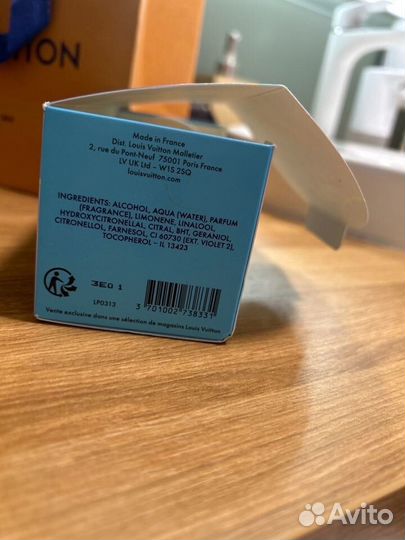 UITTON
Made in France
Dist. Louis Vuitton Malletier
2, rue du Pont-Neuf 75001 Paris France
LV UK Ltd – W1S 2SQ
louisvuitton.com
INGREDIENTS: ALCOHOL, AQUA (WATER), PARFUM
(FRAGRANCE), LIMONENE, LINALOOL,
HYDROXYCITRONELLAL, CITRAL, BHT, GERANIOL,
CITRONELLOL, FARNESOL, CI 60730 (EXT. VIOLET 2),
TOCOPHEROL – IL 13423
3E01
LP0313
3 701002 738331
Vente exclusive dans une sélection de magasins Louis Vuitton
Avito